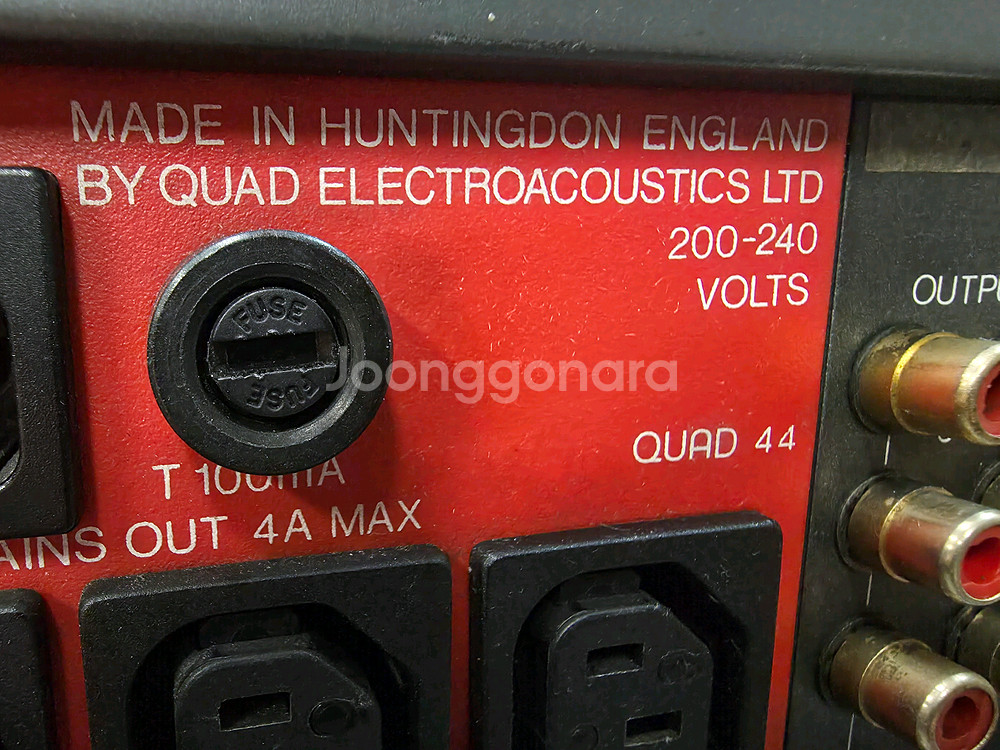 MADE IN HUNTINGDON ENGLAND
BY QUAD ELECTROACOUSTICS LTD
200-240
VOLTS
FUSE
FUSE
Joonggonara
QUAD 44
T 100mA
AINS OUT 4A MAX
OUTPU